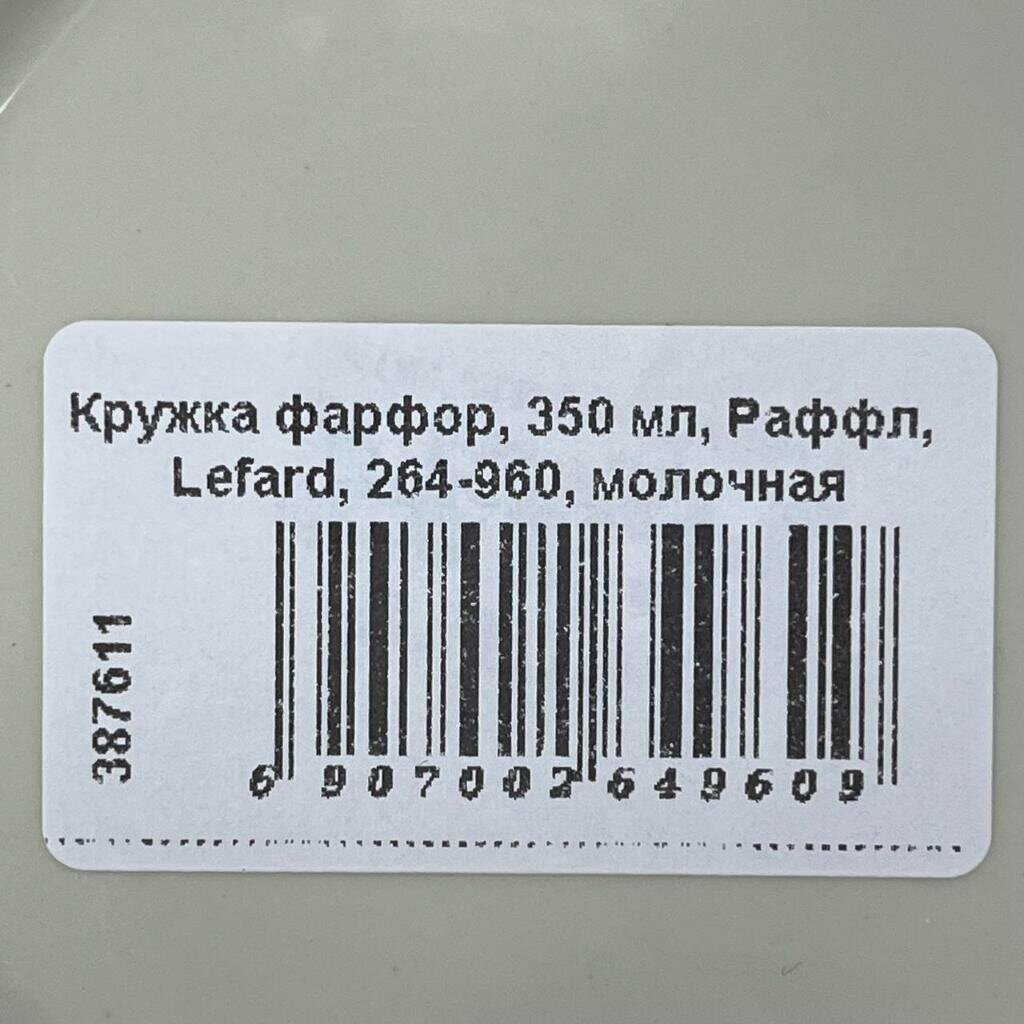 Кружка фарфор, 350 мл, Раффл,
Lefard, 264-960, молочная
387611
6 907002 649609